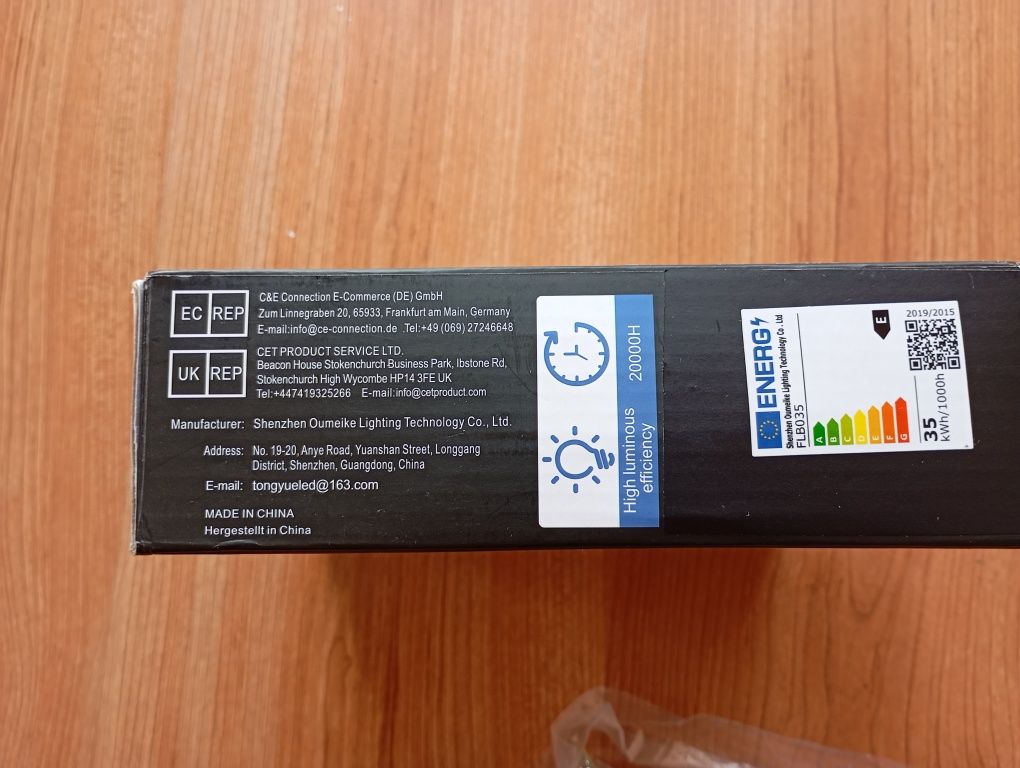 EC REP
C&E Connection E-Commerce (DE) GmbH
Zum Linnegraben 20, 65933, Frankfurt am Main, Germany
E-mail:info@ce-connection.de .Tel:+49 (069) 27246648
UK REP
CET PRODUCT SERVICE LTD.
Beacon House Stokenchurch Business Park, Ibstone Rd,
Stokenchurch High Wycombe HP14 3FE UK
Tel:+447419325266 E-mail:info@cetproduct.com
Manufacturer: Shenzhen Oumeike Lighting Technology Co., Ltd.
Address: No. 19-20, Anye Road, Yuanshan Street, Longgang
District, Shenzhen, Guangdong, China
E-mail: tongyueled@163.com
MADE IN CHINA
Hergestellt in China
20000H
High luminous
efficiency
ENERG
Shenzhen Oumeike Lighting Technology Co., Ltd
FLB035
A
B
C
D
E
F
G
E
35
kWh/1000h
2019/2015